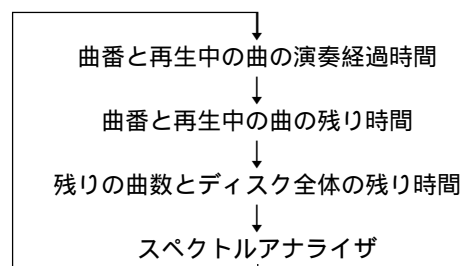 曲番と再生中の曲の演奏経過時間
曲番と再生中の曲の残り時間
残りの曲数とディスク全体の残り時間
スペクトルアナライザ